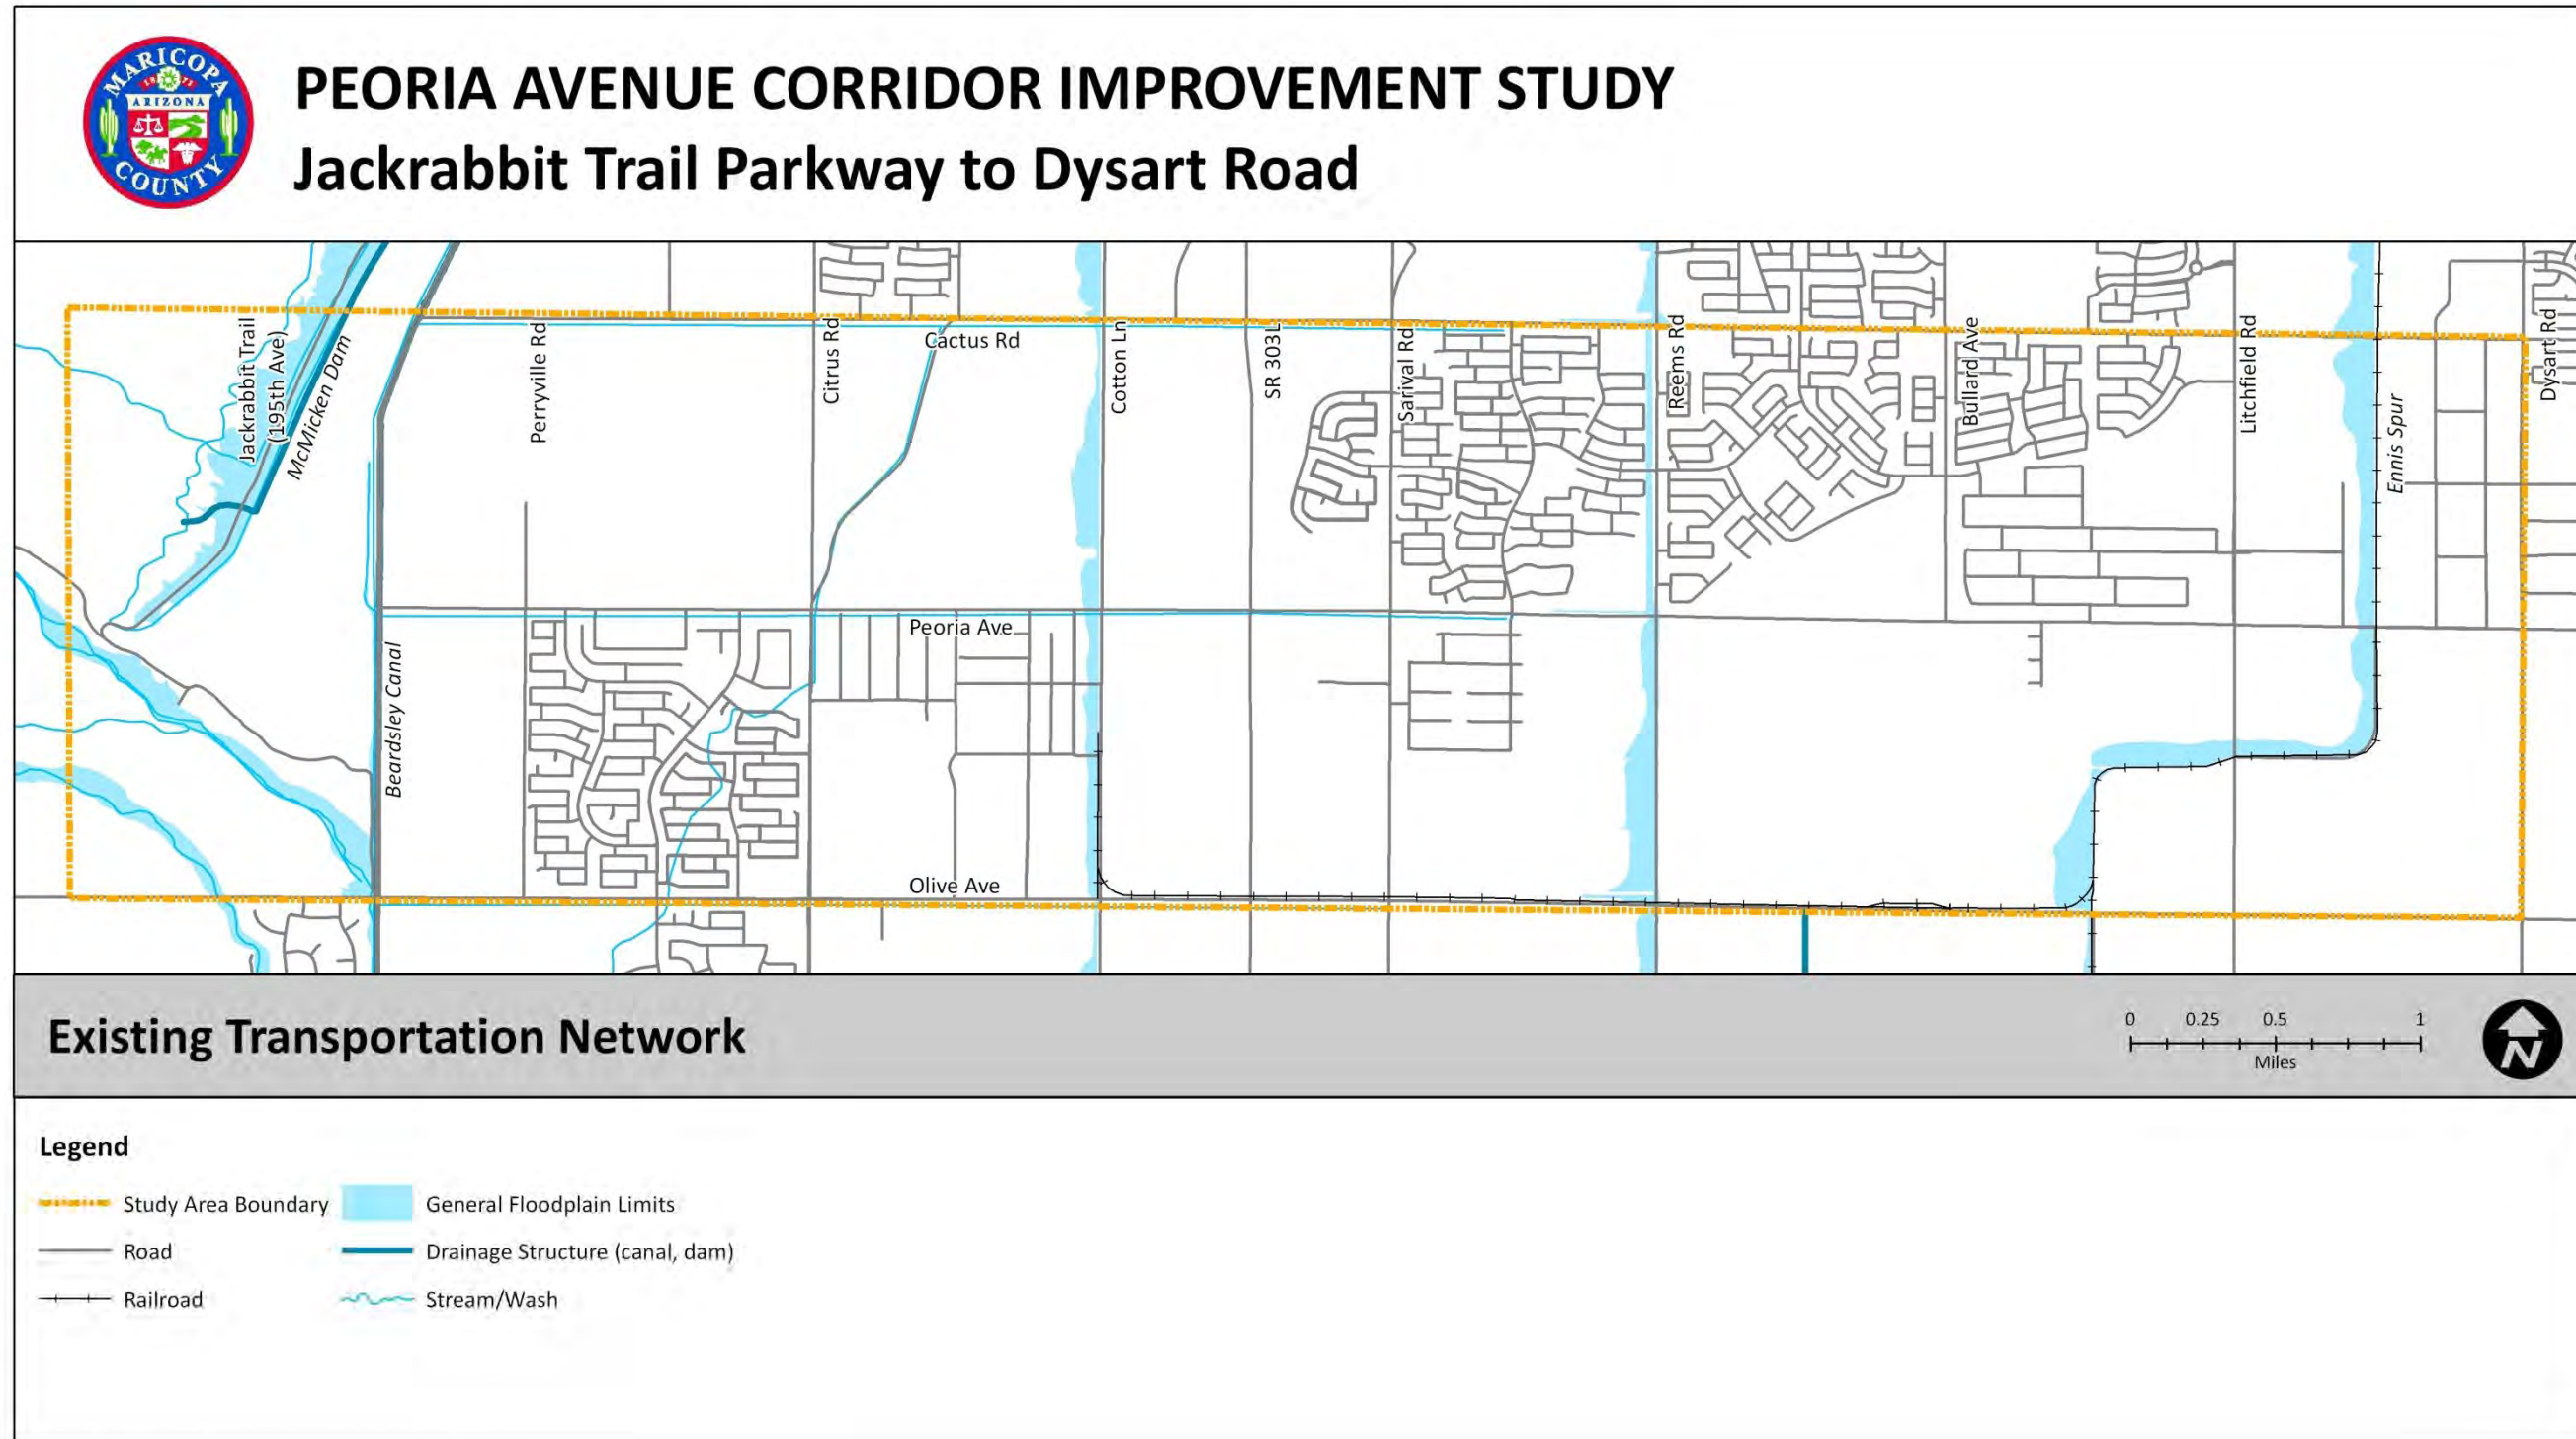 MARICOPA
1871
ARIZONA
COUNTY
PEORIA AVENUE CORRIDOR IMPROVEMENT STUDY
Jackrabbit Trail Parkway to Dysart Road
Jackrabbit Trail
(195th Ave)
McMicken Dam
Perryville Rd
Citrus Rd
Cactus Rd
Cotton Ln
SR 303L
Sarival Rd
Reems Rd
Bullard Ave
Litchfield Rd
Ennis Spur
Dysart Rd
Beardsley Canal
Peoria Ave
Olive Ave
Existing Transportation Network
0 0.25 0.5 1
Miles
N
Legend
Study Area Boundary
General Floodplain Limits
Road
Drainage Structure (canal, dam)
Railroad
Stream/Wash